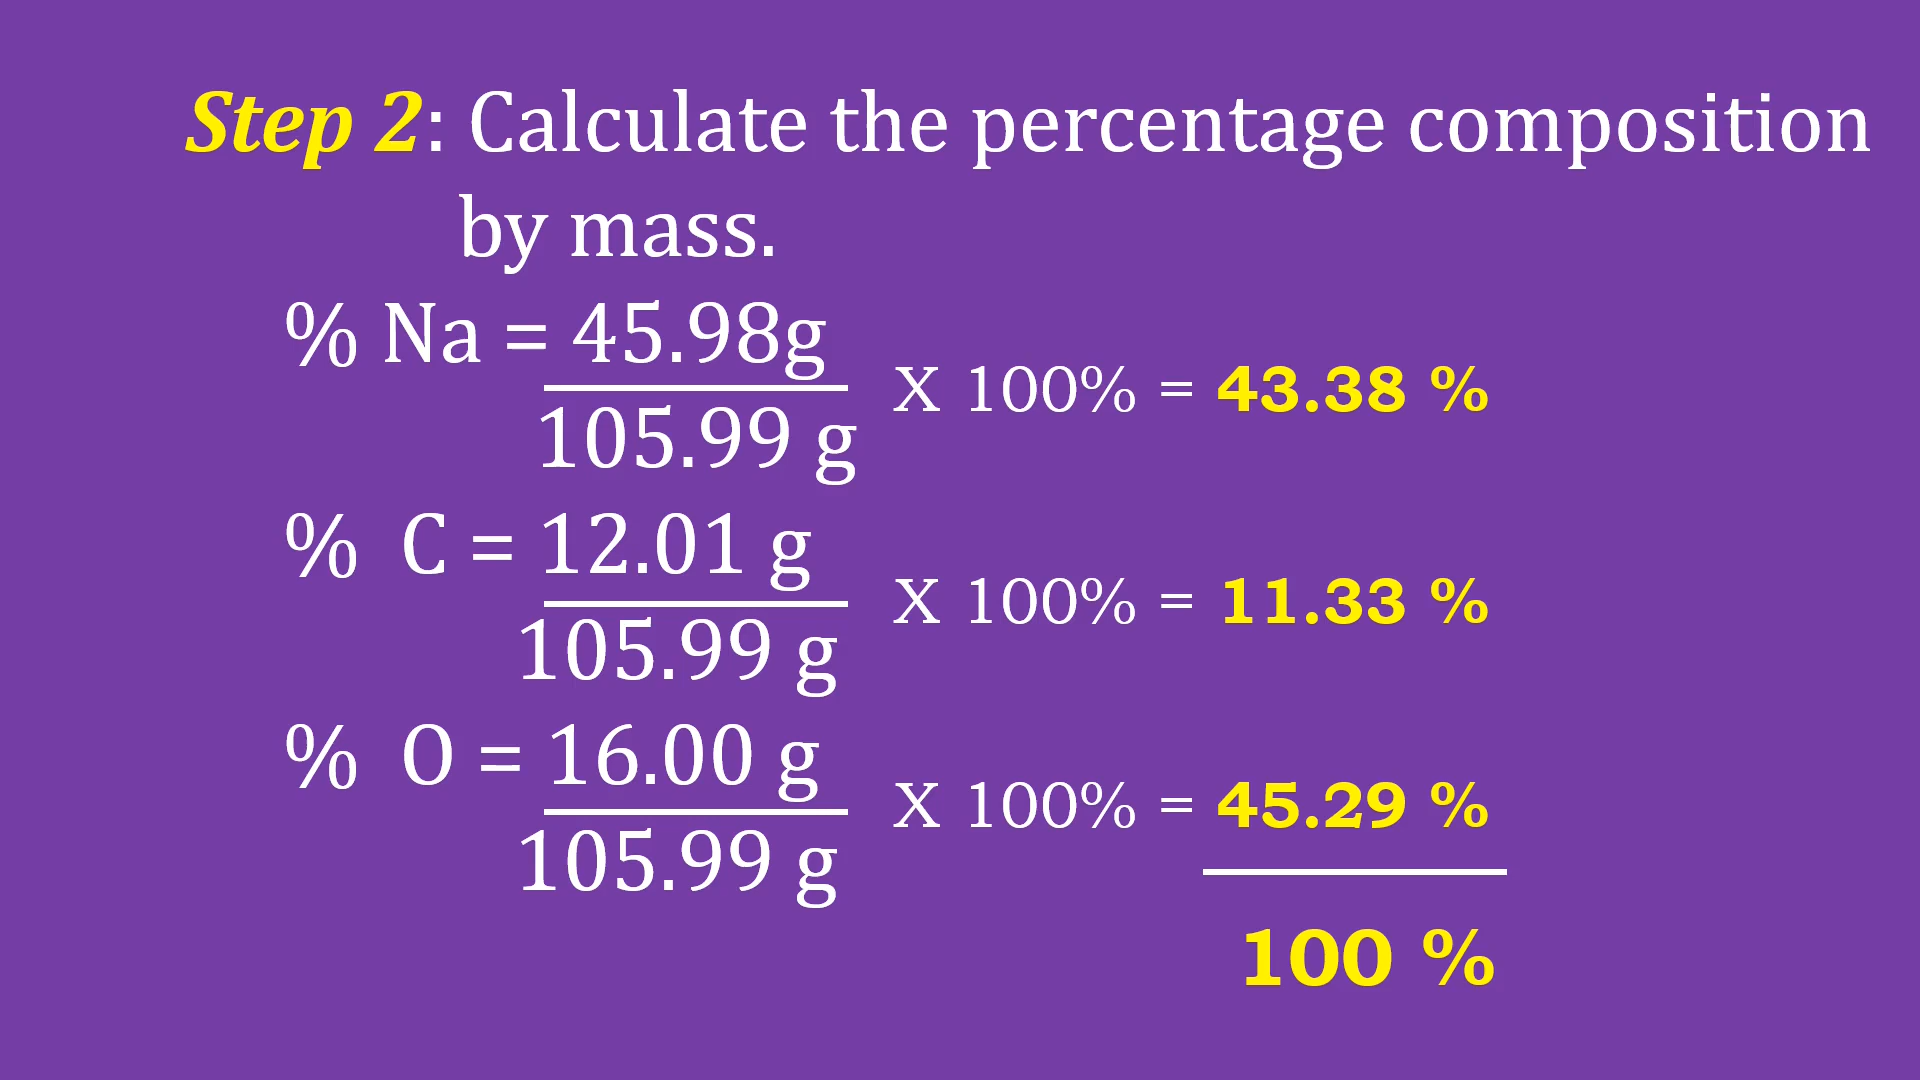 Step 2: Calculate the percentage composition
by mass.
% Na = 45.98g
X 100% = 43.38 %
105.99 g
% C = 12.01 g
X 100% = 11.33 %
105.99 g
% O = 16.00 g
X 100% = 45.29 %
105.99 g
100 %